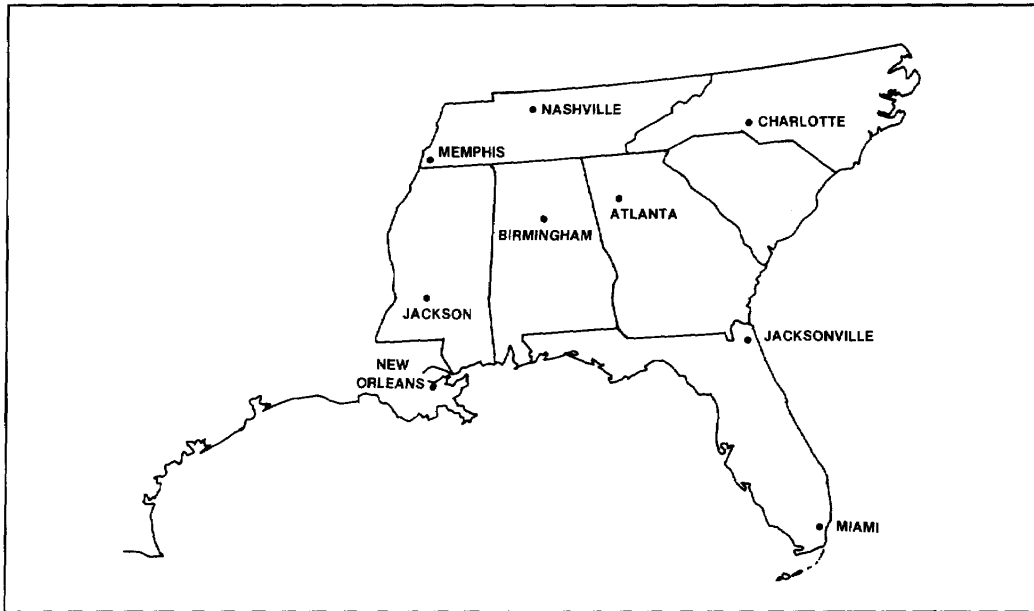 NASHVILLE
CHARLOTTE
MEMPHIS
ATLANTA
BIRMINGHAM
JACKSON
JACKSONVILLE
NEW
ORLEANS
MIAMI